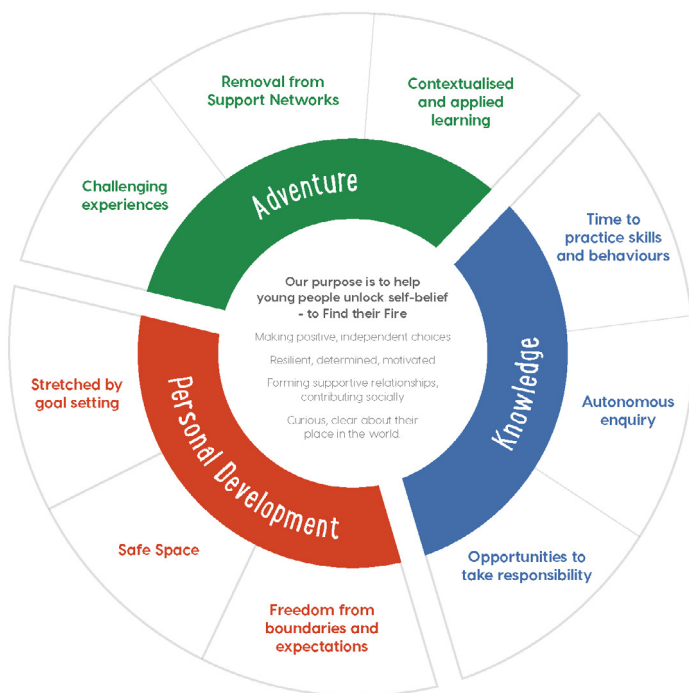 Removal from
Support Networks
Contextualised
and applied
learning
Challenging
experiences
Adventure
Time to
practice skills
and behaviours
Our purpose is to help
young people unlock self-belief
- to Find their Fire
Making positive, independent choices
Resilient, determined, motivated
Forming supportive relationships,
contributing socially
Curious, clear about their
place in the world.
Knowledge
Autonomous
enquiry
Stretched by
goal setting
Personal Development
Safe Space
Opportunities to
take responsibility
Freedom from
boundaries and
expectations